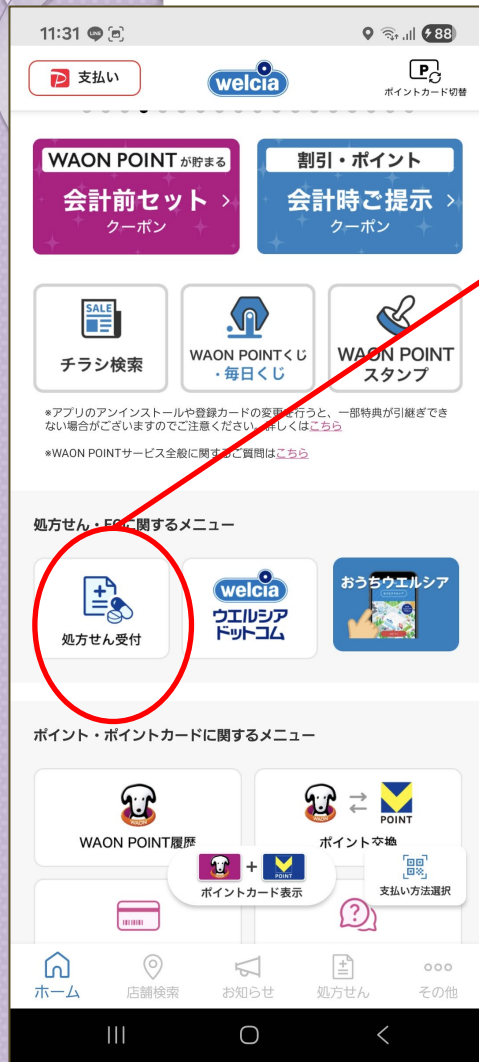 11:31
88
支払い
welcia
ポイントカード切替
WAON POINT が貯まる
会計前セット
クーポン
割引・ポイント
会計時ご提示
クーポン
SALE
チラシ検索
WAON POINTくじ
・毎日くじ
WAON POINT
スタンプ
※アプリのアンインストールや登録カードの変更を行うと、一部特典が引継ぎでき
ない場合がございますのでご注意ください。詳しくはこちら
※WAON POINTサービス全般に関するご質問はこちら
処方せん・ECに関するメニュー
処方せん受付
welcia
ウエルシア
ドットコム
おうちウエルシア
ポイント・ポイントカードに関するメニュー
WAON
WAON POINT履歴
WAON
POINT
ポイント交換
POINT
ポイントカード表示
支払い方法選択
ホーム
店舗検索
お知らせ
処方せん
その他